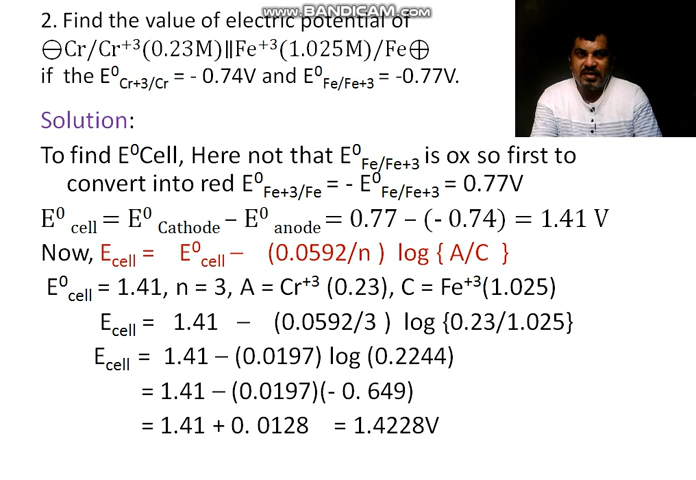 WWW.BANDICAM.COM
2. Find the value of electric potential of
⊖Cr/Cr⁺³(0.23M)‖Fe⁺³(1.025M)/Fe⊕
if the E⁰Cr+3/Cr = - 0.74V and E⁰Fe/Fe+3 = -0.77V.
Solution:
To find E⁰Cell, Here not that E⁰Fe/Fe+3 is ox so first to
convert into red E⁰Fe+3/Fe = - E⁰Fe/Fe+3 = 0.77V
E⁰ cell = E⁰ Cathode − E⁰ anode = 0.77 − (- 0.74) = 1.41 V
Now, Ecell = E⁰cell − (0.0592/n ) log { A/C }
E⁰cell = 1.41, n = 3, A = Cr⁺³ (0.23), C = Fe⁺³(1.025)
Ecell = 1.41 − (0.0592/3 ) log {0.23/1.025}
Ecell = 1.41 − (0.0197) log (0.2244)
= 1.41 − (0.0197)(- 0. 649)
= 1.41 + 0. 0128 = 1.4228V